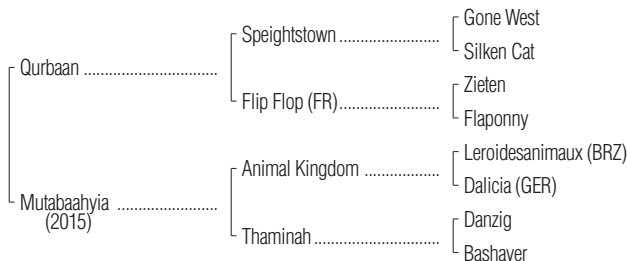 Gone West
Speightstown
Silken Cat
Qurbaan
Zieten
Flip Flop (FR)
Flaponny
Leroidesanimaux (BRZ)
Animal Kingdom
Dalicia (GER)
Mutabaahyia
(2015)
Danzig
Thaminah
Bashaver